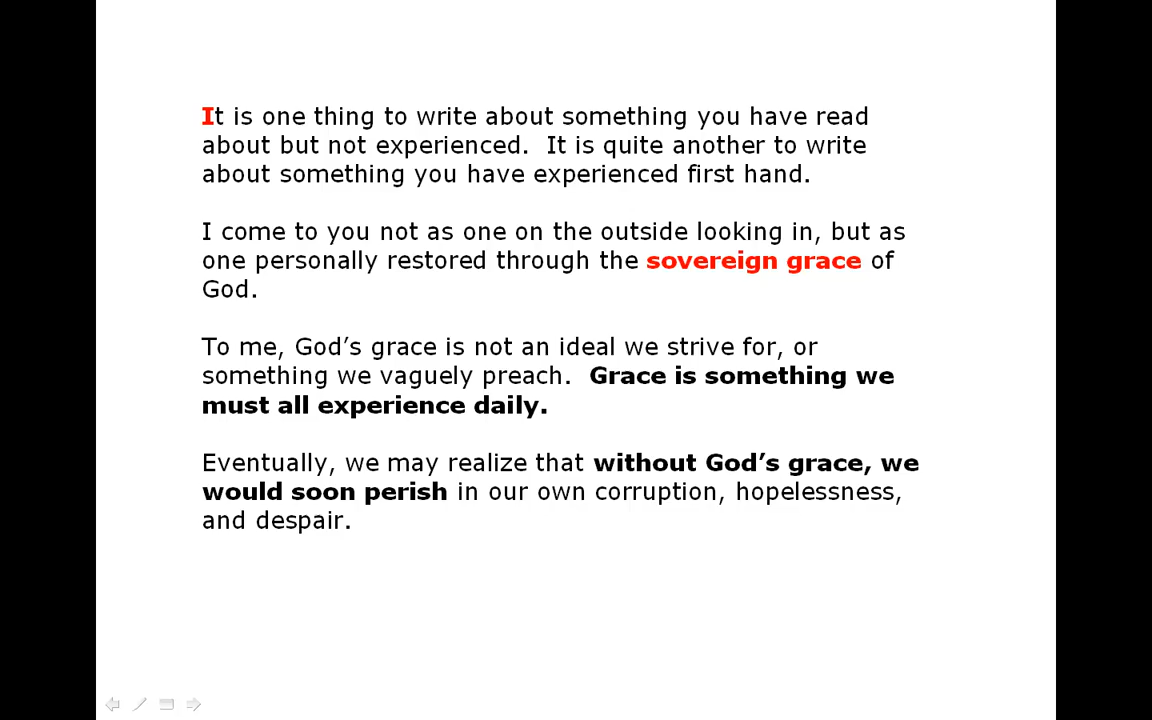 It is one thing to write about something you have read
about but not experienced.  It is quite another to write
about something you have experienced first hand.
I come to you not as one on the outside looking in, but as
one personally restored through the sovereign grace of
God.
To me, God’s grace is not an ideal we strive for, or
something we vaguely preach.  Grace is something we
must all experience daily.
Eventually, we may realize that without God’s grace, we
would soon perish in our own corruption, hopelessness,
and despair.